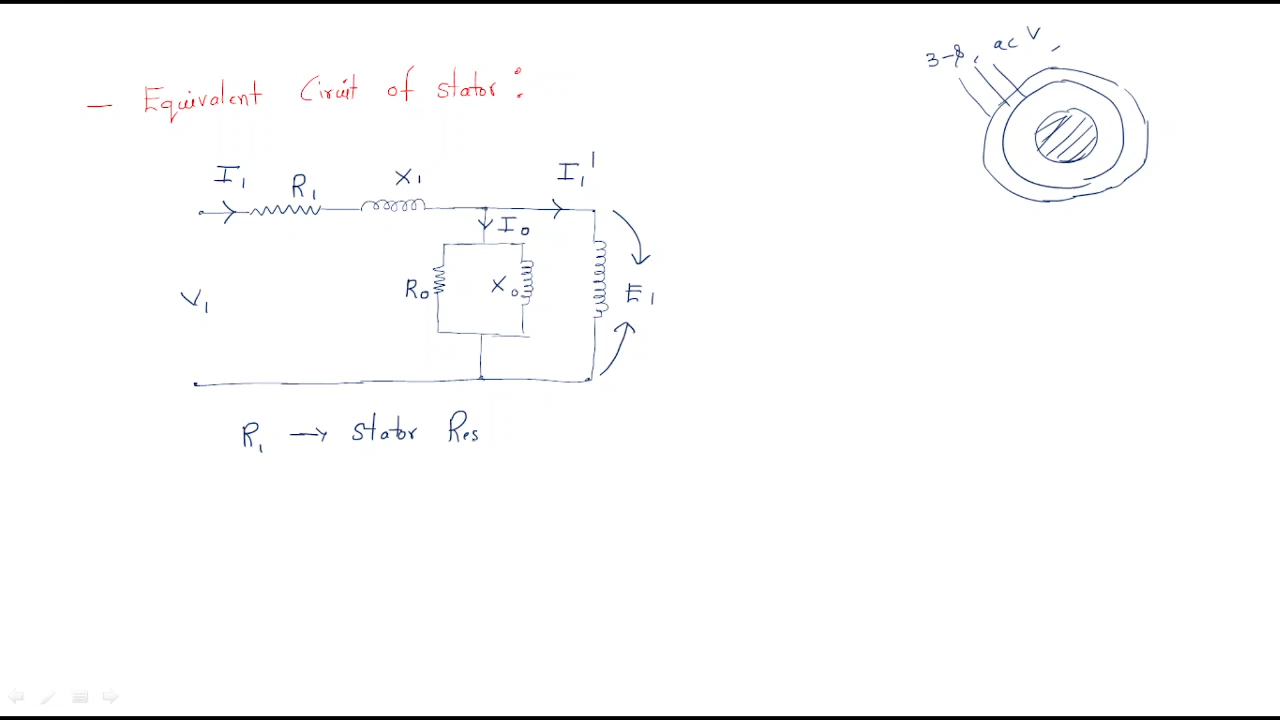 3-ϕ, ac V,
– Equivalent Circuit of stator :
I₁ R₁ X₁ I₁'
I₀
V₁ R₀ X₀ E₁
R₁ → Stator Res